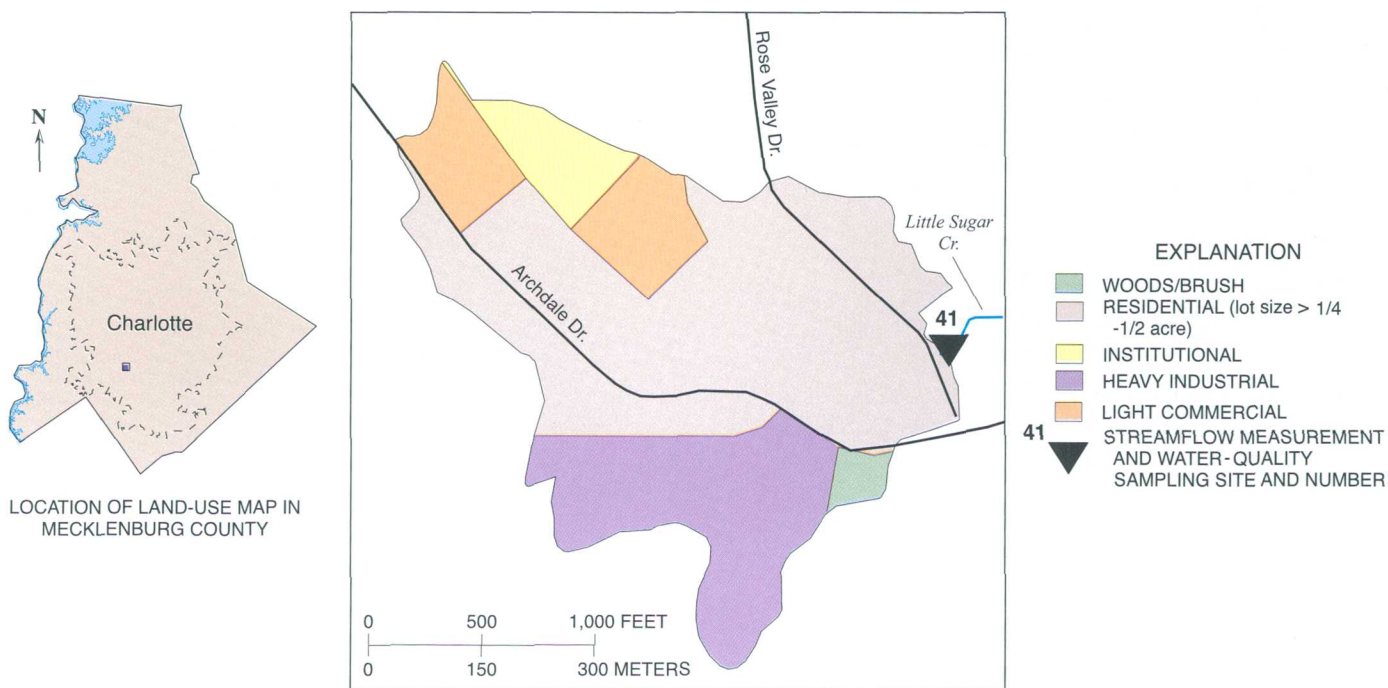 N
Charlotte
LOCATION OF LAND-USE MAP IN
MECKLENBURG COUNTY
Rose Valley Dr.
Archdale Dr.
Little Sugar
Cr.
41
0 500 1,000 FEET
0 150 300 METERS
EXPLANATION
WOODS/BRUSH
RESIDENTIAL (lot size > 1/4
-1/2 acre)
INSTITUTIONAL
HEAVY INDUSTRIAL
LIGHT COMMERCIAL
41 STREAMFLOW MEASUREMENT
AND WATER-QUALITY
SAMPLING SITE AND NUMBER